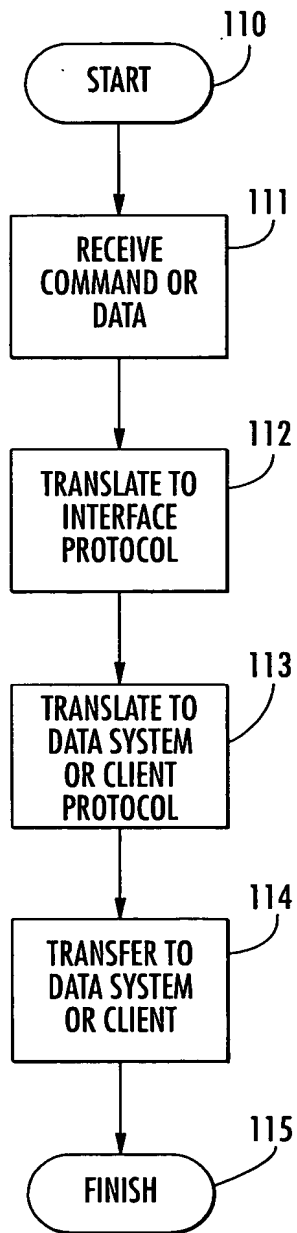 110
START
111
RECEIVE
COMMAND OR
DATA
112
TRANSLATE TO
INTERFACE
PROTOCOL
113
TRANSLATE TO
DATA SYSTEM
OR CLIENT
PROTOCOL
114
TRANSFER TO
DATA SYSTEM
OR CLIENT
115
FINISH